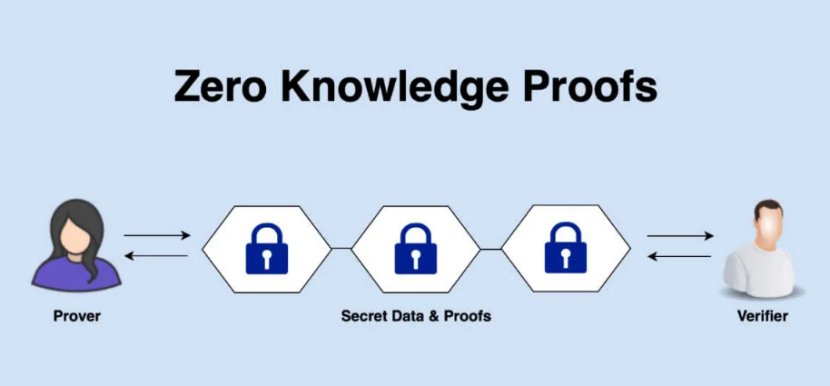 Zero Knowledge Proofs
Prover
Secret Data & Proofs
Verifier